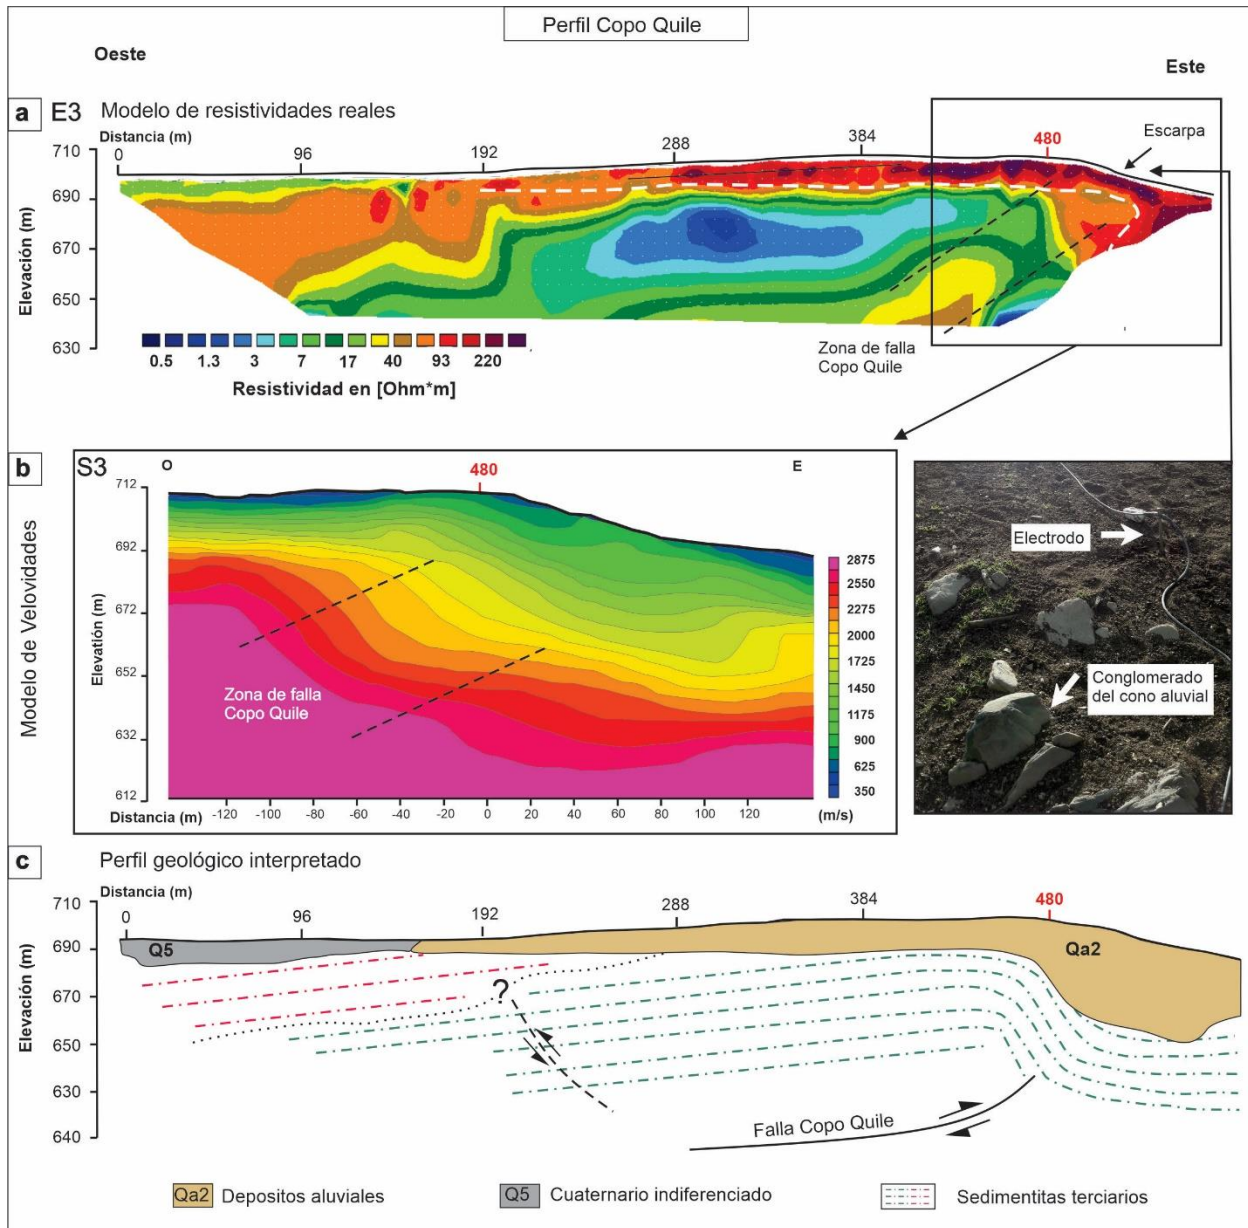 Perfil Copo Quile
Oeste
Este
a E3 Modelo de resistividades reales
Distancia (m)
0 96 192 288 384 480
Escarpa
710
690
670
650
630
Elevación (m)
Zona de falla
Copo Quile
0.5 1.3 3 7 17 40 93 220
Resistividad en [Ohm*m]
b
Modelo de Velovidades
S3
O 480 E
712
692
672
652
632
612
Elevatión (m)
Zona de falla
Copo Quile
Distancia (m) -120 -100 -80 -60 -40 -20 0 20 40 60 80 100 120
2875
2550
2275
2000
1725
1450
1175
900
625
350
(m/s)
Electrodo
Conglomerado
del cono aluvial
c Perfil geológico interpretado
Distancia (m)
0 96 192 288 384 480
710
690
670
650
630
640
Elevación (m)
Q5
Qa2
?
Falla Copo Quile
Qa2 Depositos aluviales
Q5 Cuaternario indiferenciado
Sedimentitas terciarios